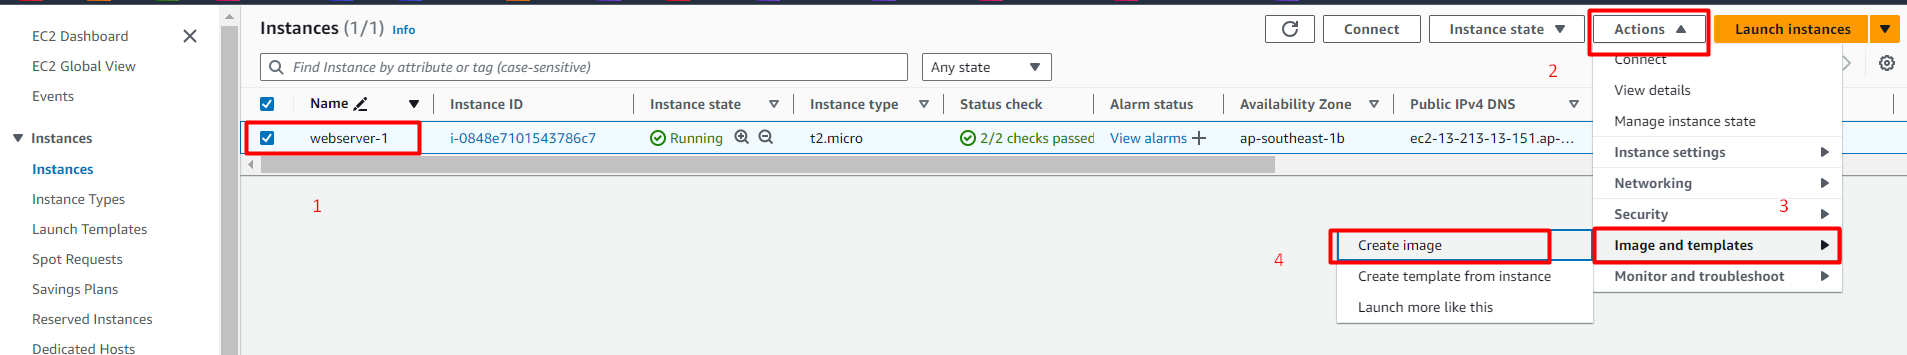 EC2 Dashboard
EC2 Global View
Events
Instances
Instances
Instance Types
Launch Templates
Spot Requests
Savings Plans
Reserved Instances
Dedicated Hosts
Instances (1/1) Info
Connect
Instance state
Actions
Launch instances
Find Instance by attribute or tag (case-sensitive)
Any state
2
Name Instance ID Instance state Instance type Status check Alarm status Availability Zone Public IPv4 DNS
webserver-1 i-0848e7101543786c7 Running t2.micro 2/2 checks passed View alarms ap-southeast-1b ec2-13-213-13-151.ap-...
1
Connect
View details
Manage instance state
Instance settings
Networking
Security
3
Image and templates
Monitor and troubleshoot
4
Create image
Create template from instance
Launch more like this